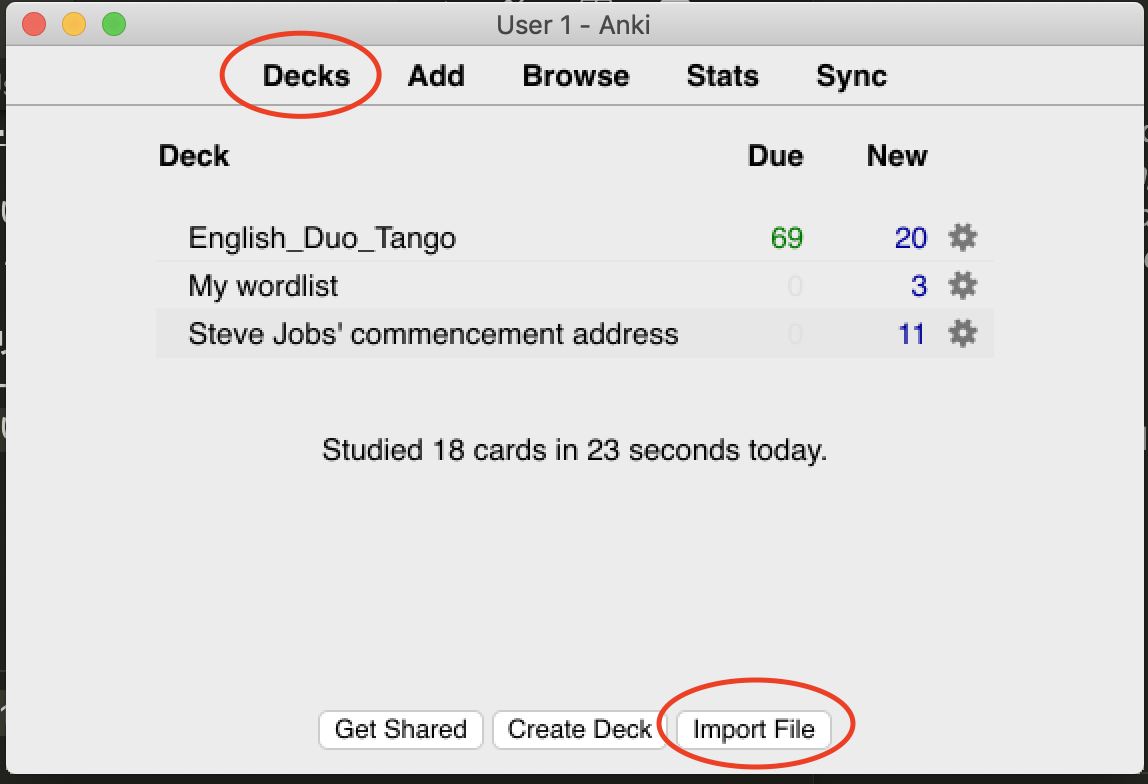 User 1 - Anki
Decks Add Browse Stats Sync
Deck Due New
English_Duo_Tango 69 20
My wordlist 0 3
Steve Jobs' commencement address 0 11
Studied 18 cards in 23 seconds today.
Get Shared Create Deck Import File